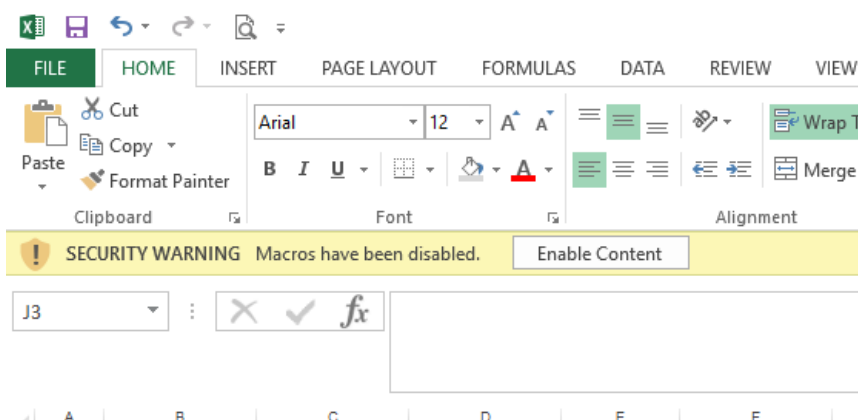 FILE HOME INSERT PAGE LAYOUT FORMULAS DATA REVIEW VIEW
Cut
Copy
Format Painter
Paste
Arial 12 A A
B I U A
Wrap T
Merge
Clipboard Font Alignment
SECURITY WARNING Macros have been disabled. Enable Content
J3 fx
A B C D E F